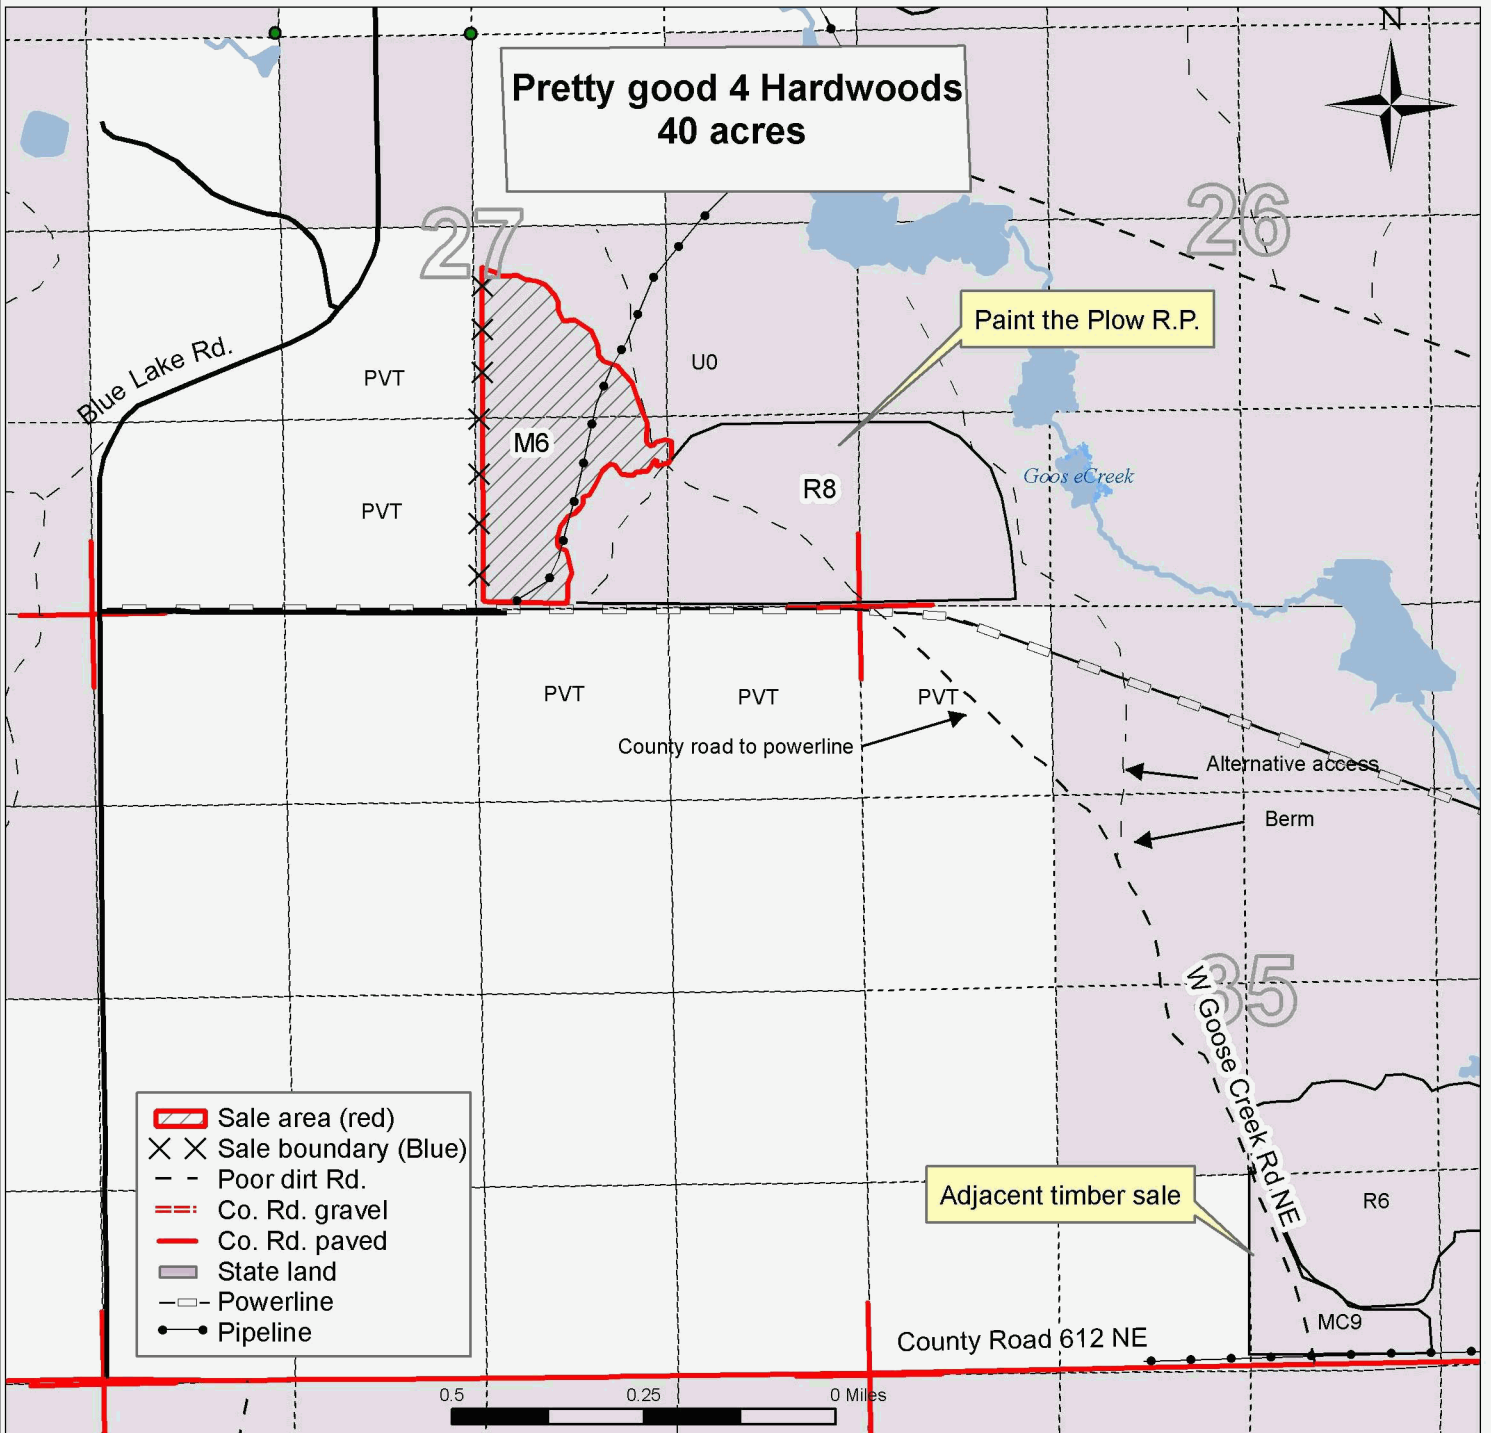 N
Pretty good 4 Hardwoods
40 acres
27
26
Paint the Plow R.P.
Blue Lake Rd.
PVT
U0
M6
R8
Goos eCreek
PVT
PVT
PVT
PVT
County road to powerline
Alternative access
Berm
35
W Goose Creek Rd NE
Sale area (red)
Sale boundary (Blue)
Poor dirt Rd.
Co. Rd. gravel
Co. Rd. paved
State land
Powerline
Pipeline
Adjacent timber sale
R6
MC9
County Road 612 NE
0.5 0.25 0 Miles